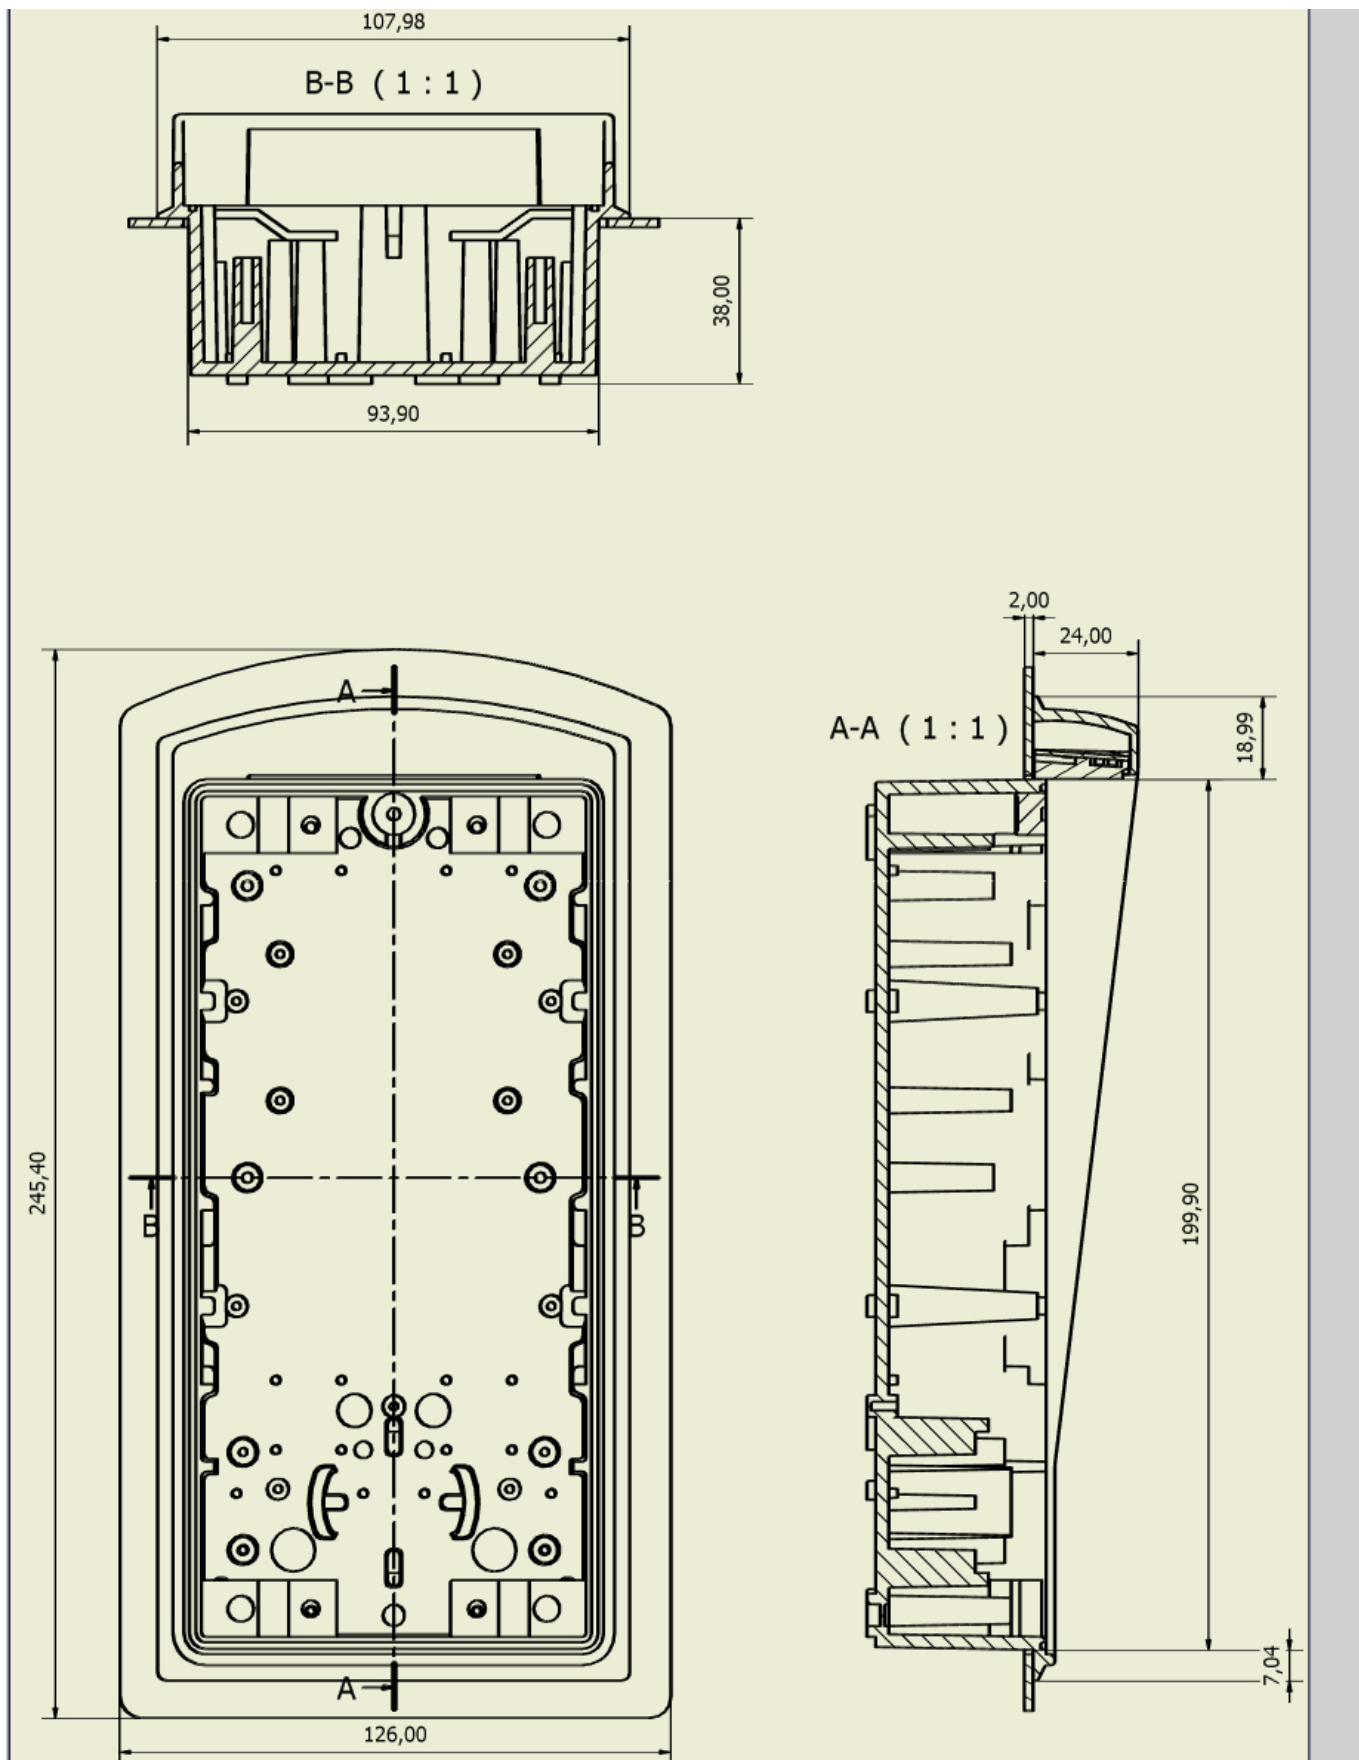 107,98
B-B ( 1 : 1 )
38,00
93,90
2,00
24,00
A
A-A ( 1 : 1 )
18,99
245,40
B
B
199,90
7,04
A
126,00